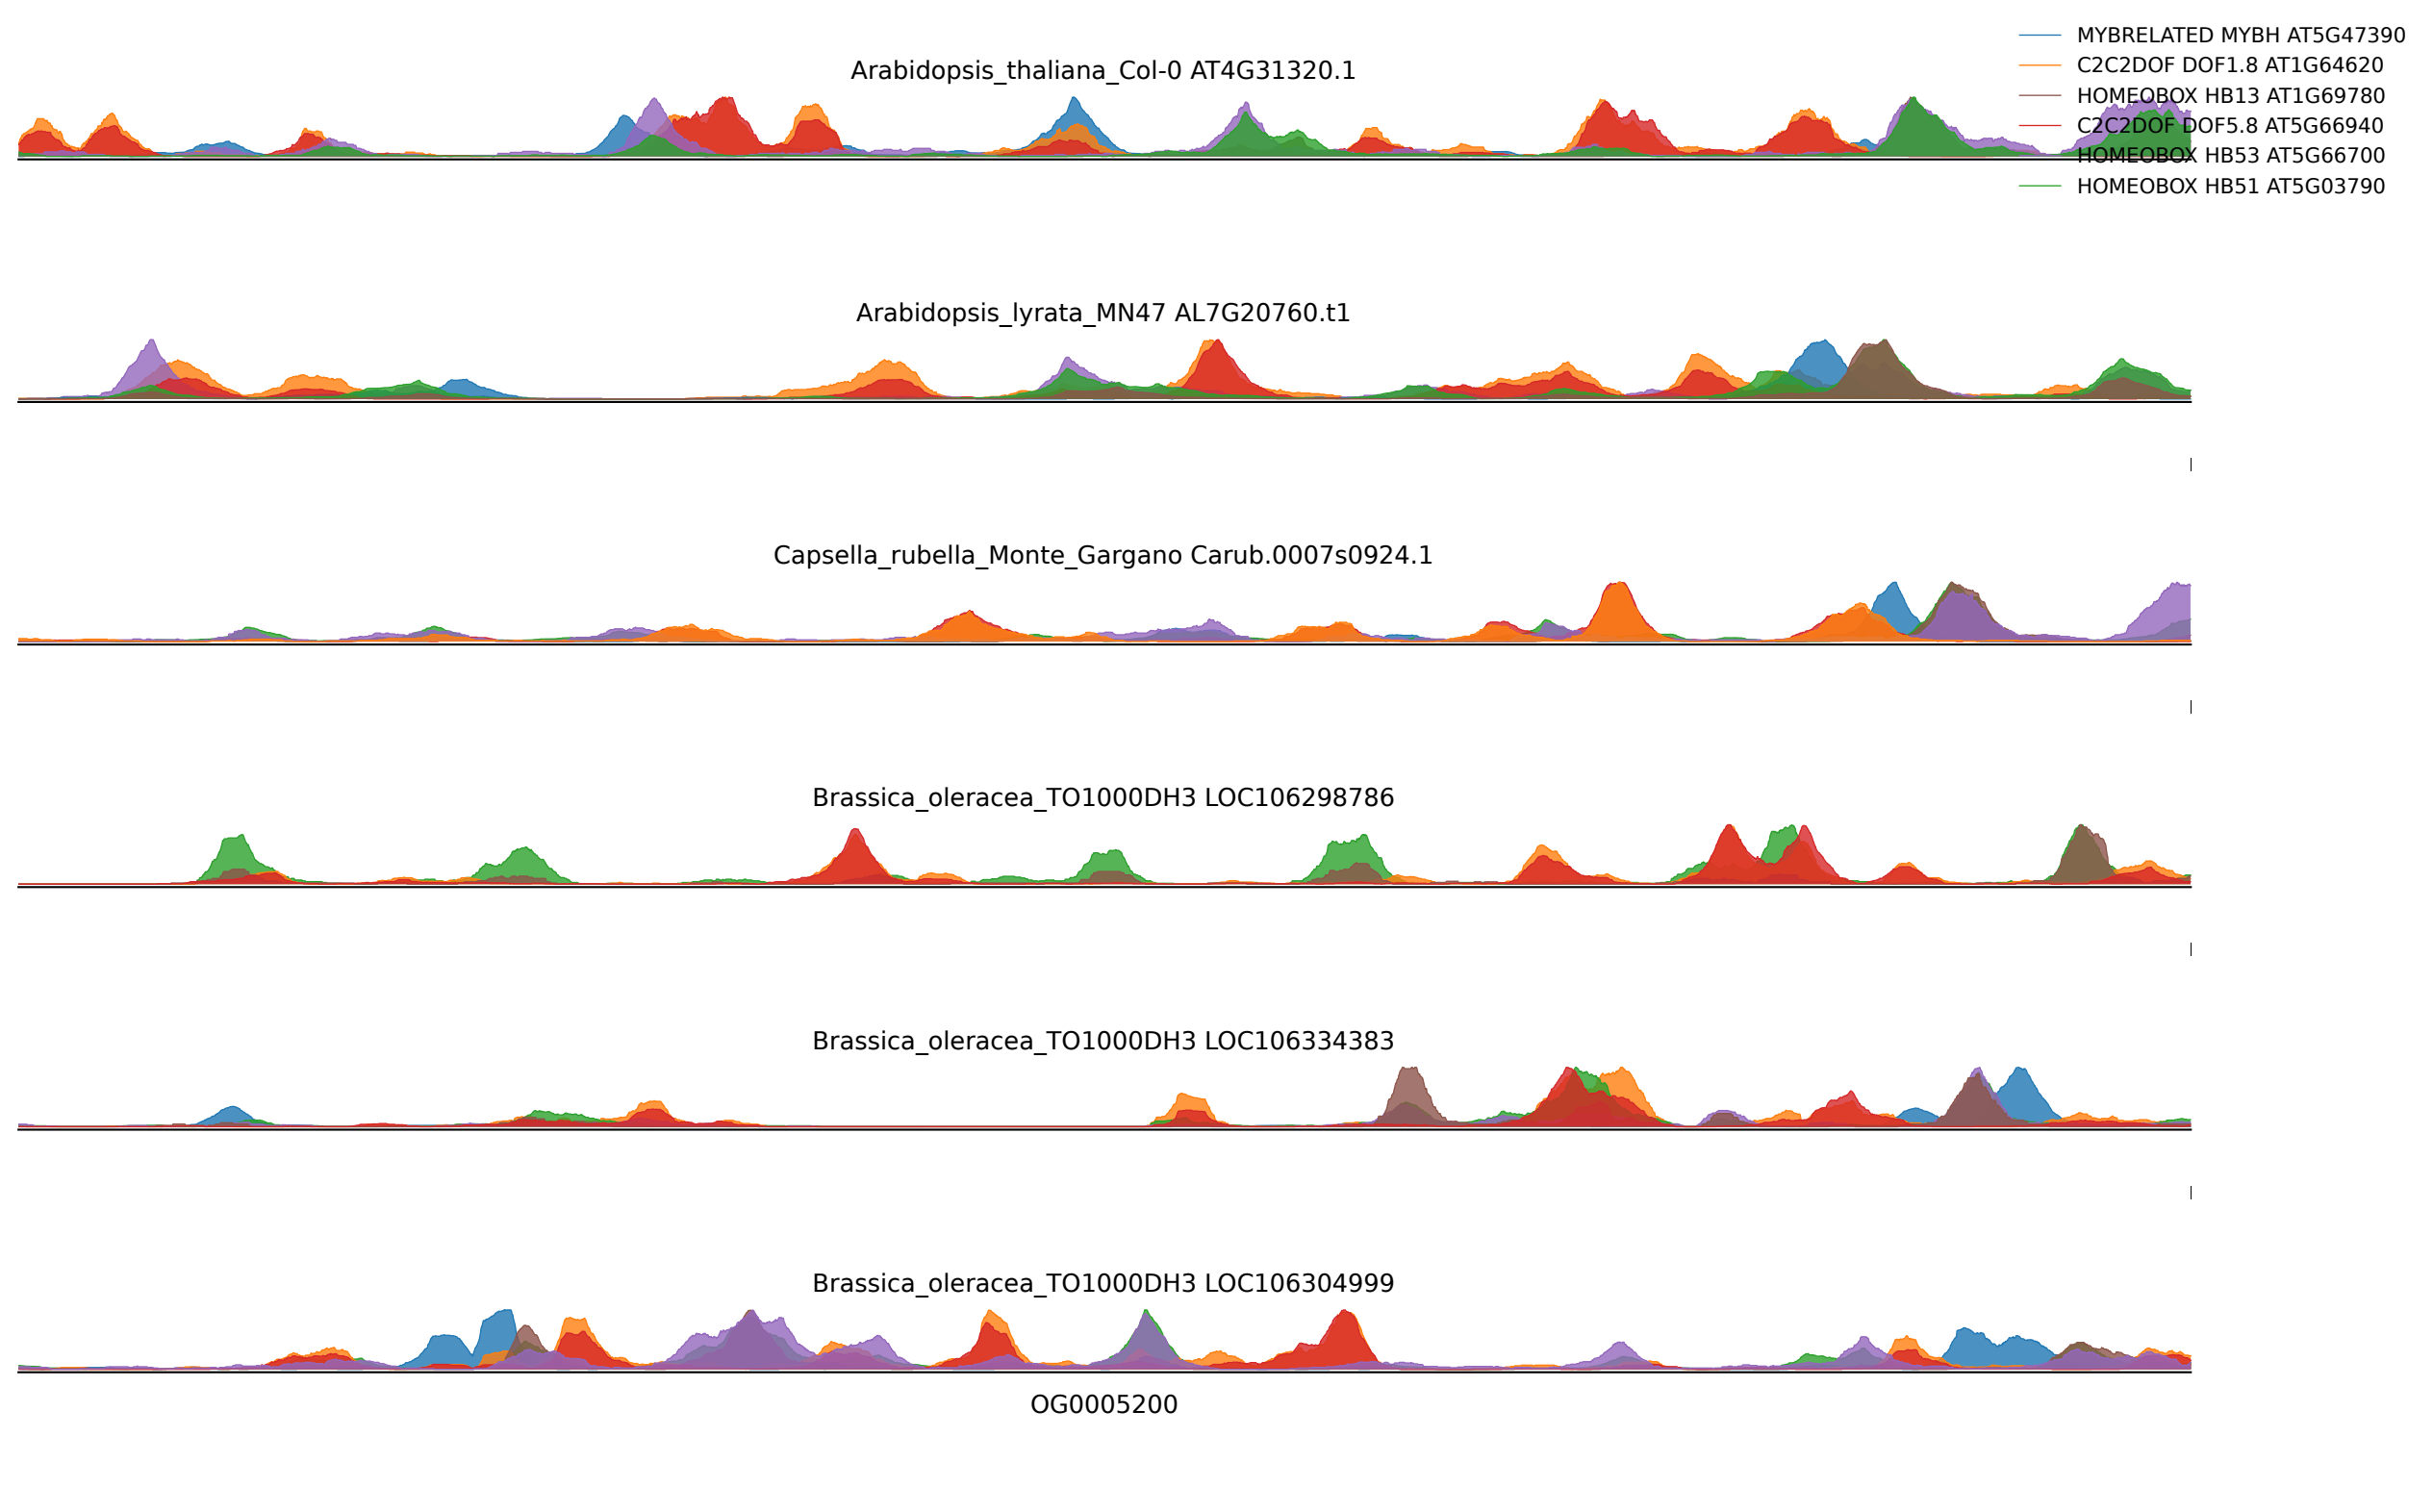 MYBRELATED MYBH AT5G47390
C2C2DOF DOF1.8 AT1G64620
HOMEOBOX HB13 AT1G69780
C2C2DOF DOF5.8 AT5G66940
HOMEOBOX HB53 AT5G66700
HOMEOBOX HB51 AT5G03790
Arabidopsis_thaliana_Col-0 AT4G31320.1
Arabidopsis_lyrata_MN47 AL7G20760.t1
Capsella_rubella_Monte_Gargano Carub.0007s0924.1
Brassica_oleracea_TO1000DH3 LOC106298786
Brassica_oleracea_TO1000DH3 LOC106334383
Brassica_oleracea_TO1000DH3 LOC106304999
OG0005200